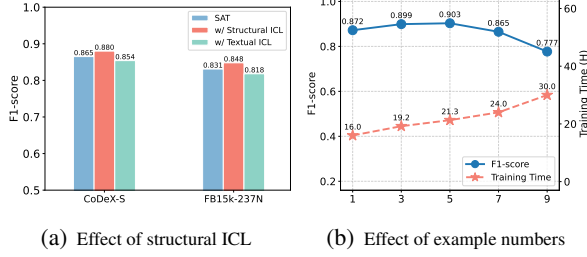 1.0
0.9
0.8
0.7
0.6
0.5
F1-score
SAT
w/ Structural ICL
w/ Textual ICL
0.865
0.880
0.854
0.831
0.848
0.818
CoDeX-S
FB15k-237N
(a) Effect of structural ICL
1.0
0.8
0.6
0.4
0.2
F1-score
0.872
0.899
0.903
0.865
0.777
16.0
19.2
21.3
24.0
30.0
F1-score
Training Time
1 3 5 7 9
60
40
20
0
Training Time (H)
(b) Effect of example numbers